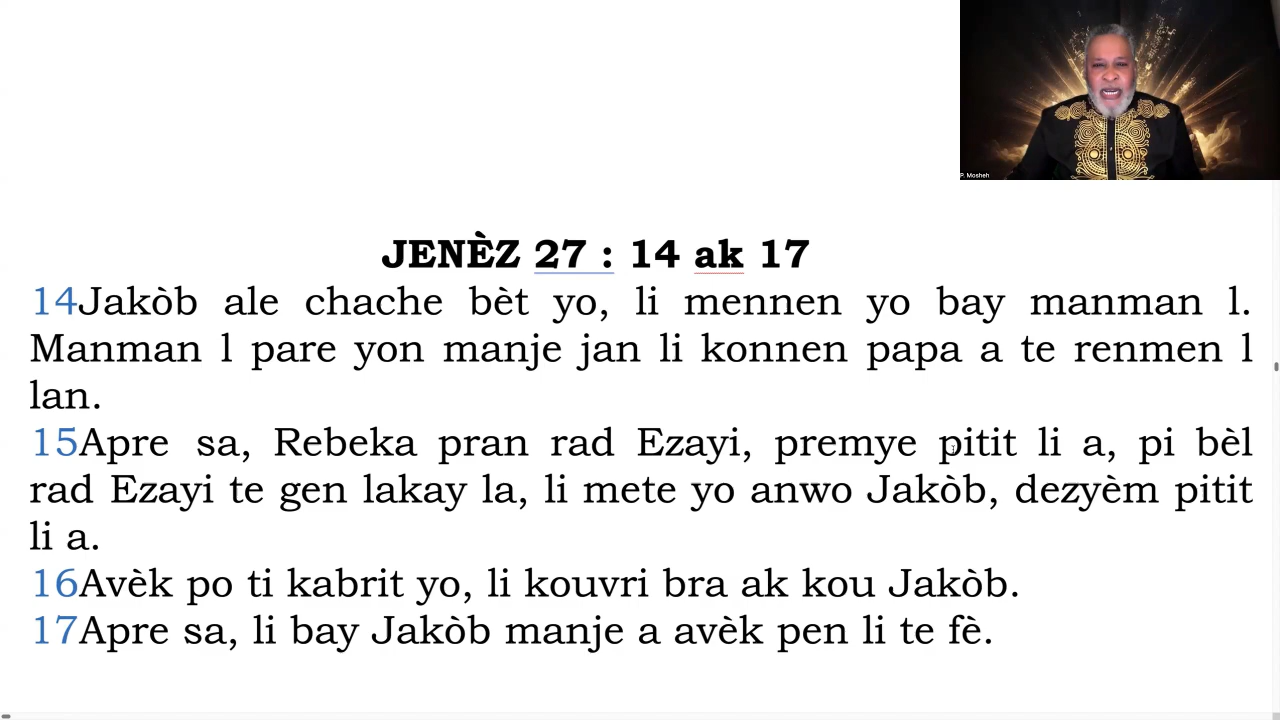 P. Mosheh
JENÈZ 27 : 14 ak 17
14Jakòb ale chache bèt yo, li mennen yo bay manman l.
Manman l pare yon manje jan li konnen papa a te renmen l
lan.
15Apre sa, Rebeka pran rad Ezayi, premye pitit li a, pi bèl
rad Ezayi te gen lakay la, li mete yo anwo Jakòb, dezyèm pitit
li a.
16Avèk po ti kabrit yo, li kouvri bra ak kou Jakòb.
17Apre sa, li bay Jakòb manje a avèk pen li te fè.